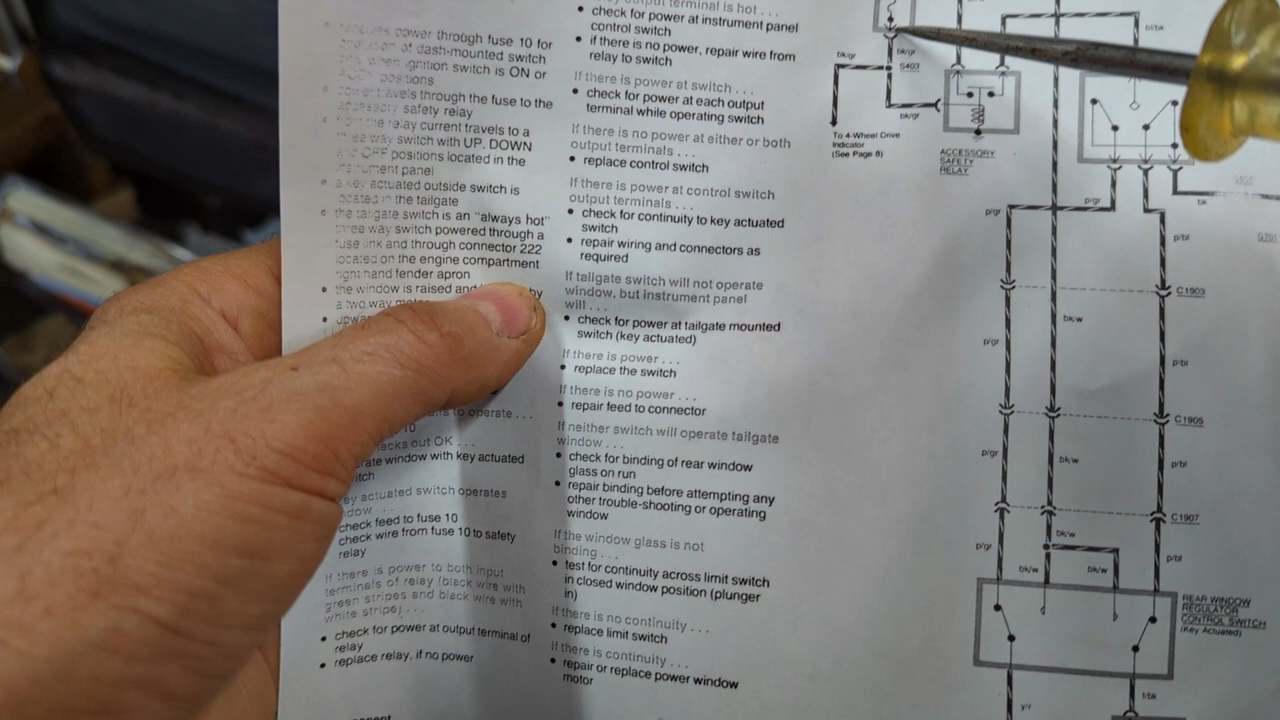 receives power through fuse 10 for
operation of dash-mounted switch
only when ignition switch is ON or
ACCY positions
power travels through the fuse to the
accessory safety relay
from the relay current travels to a
three way switch with UP, DOWN
and OFF positions located in the
instrument panel
a key actuated outside switch is
located in the tailgate
the tailgate switch is an "always hot"
three way switch powered through a
fuse link and through connector 222
located on the engine compartment
right hand fender apron
the window is raised and by
a two way
to operate . . .
10
OK . . .
window with key actuated
key actuated switch operates
check feed to fuse 10
check wire from fuse 10 to safety
relay
If there is power to both input
terminals of relay (black wire with
green stripes and black wire with
white stripe) . . .
• check for power at output terminal of
relay
• replace relay, if no power
output terminal is hot . . .
• check for power at instrument panel
control switch
• if there is no power, repair wire from
relay to switch
If there is power at switch . . .
• check for power at each output
terminal while operating switch
If there is no power at either or both
output terminals . . .
• replace control switch
If there is power at control switch
output terminals . . .
• check for continuity to key actuated
switch
• repair wiring and connectors as
required
If tailgate switch will not operate
window, but instrument panel
will . . .
• check for power at tailgate mounted
switch (key actuated)
If there is power . . .
• replace the switch
If there is no power . . .
• repair feed to connector
If neither switch will operate tailgate
window . . .
• check for binding of rear window
glass on run
• repair binding before attempting any
other trouble-shooting or operating
window
If the window glass is not
binding . . .
• test for continuity across limit switch
in closed window position (plunger
in)
If there is no continuity . . .
• replace limit switch
If there is continuity . . .
• repair or replace power window
motor
bk/gr
bk/gr
S403
bk/gr
To 4-Wheel Drive
Indicator
(See Page 8)
ACCESSORY
SAFETY
RELAY
p/gr
p/gr
bk
p/bl
G701
C1903
bk/w
p/gr
p/bl
C1905
p/gr
bk/w
p/bl
C1907
p/gr
bk/w
bk/w
bk/w
p/bl
REAR WINDOW
REGULATOR
CONTROL SWITCH
(Key Actuated)
y/r